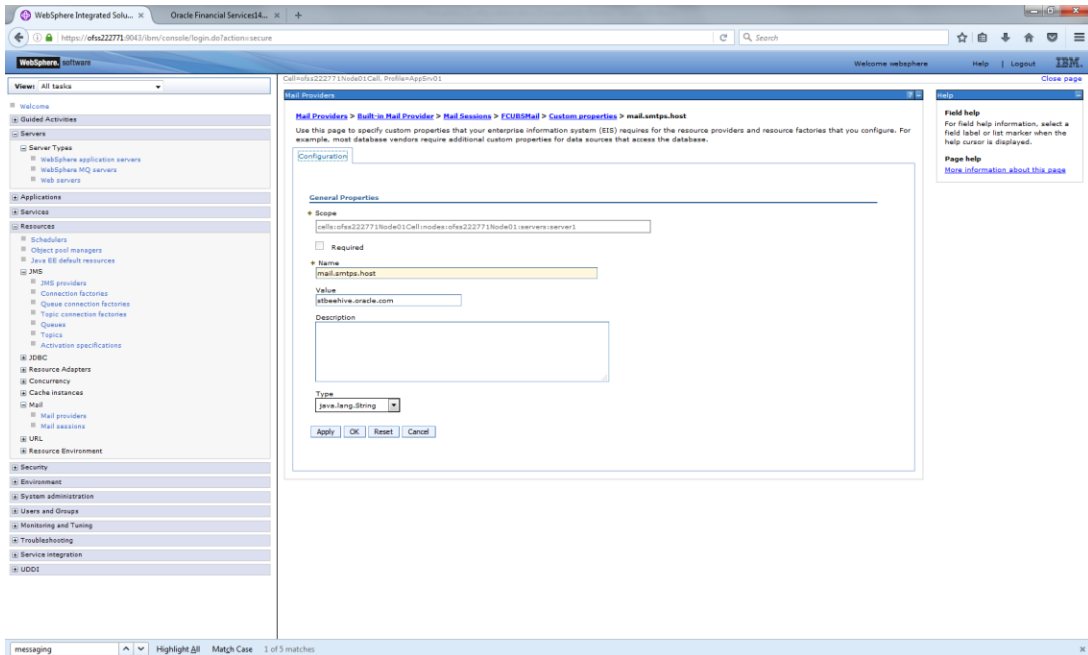 WebSphere Integrated Solu... ×
Oracle Financial Services14... × +
https://ofss222771:9043/ibm/console/login.do?action=secure
Search
WebSphere. software
Welcome websphere
Help | Logout
IBM.
View: All tasks
Welcome
Guided Activities
Servers
Server Types
WebSphere application servers
WebSphere MQ servers
Web servers
Applications
Services
Resources
Schedulers
Object pool managers
Java EE default resources
JMS
JMS providers
Connection factories
Queue connection factories
Topic connection factories
Queues
Topics
Activation specifications
JDBC
Resource Adapters
Concurrency
Cache instances
Mail
Mail providers
Mail sessions
URL
Resource Environment
Security
Environment
System administration
Users and Groups
Monitoring and Tuning
Troubleshooting
Service integration
UDDI
Cell=ofss222771Node01Cell, Profile=AppSrv01
Close page
Mail Providers
Mail Providers > Built-in Mail Provider > Mail Sessions > FCUBSMail > Custom properties > mail.smtps.host
Use this page to specify custom properties that your enterprise information system (EIS) requires for the resource providers and resource factories that you configure. For
example, most database vendors require additional custom properties for data sources that access the database.
Configuration
General Properties
Scope
cells:ofss222771Node01Cell:nodes:ofss222771Node01:servers:server1
Required
Name
mail.smtps.host
Value
stbeehive.oracle.com
Description
Type
java.lang.String
Apply OK Reset Cancel
Help
Field help
For field help information, select a
field label or list marker when the
help cursor is displayed.
Page help
More information about this page
messaging
Highlight All Match Case 1 of 5 matches